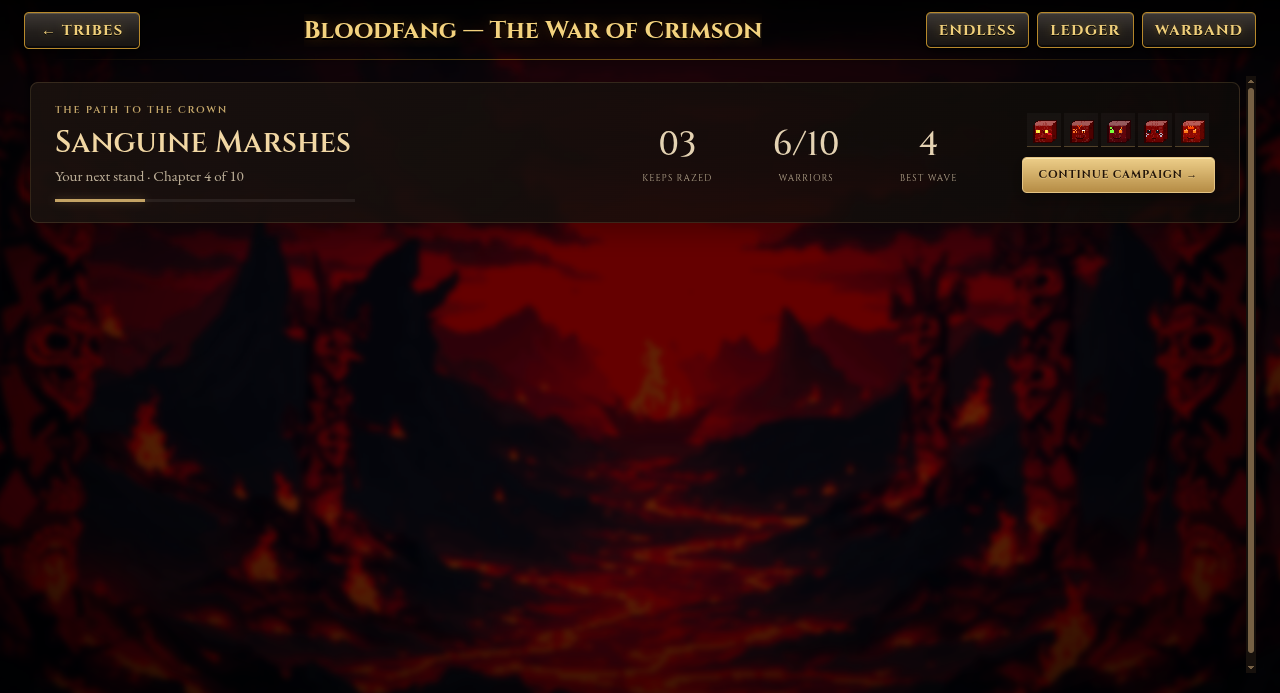 ← TRIBES
Bloodfang — The War of Crimson
ENDLESS
LEDGER
WARBAND
THE PATH TO THE CROWN
Sanguine Marshes
Your next stand · Chapter 4 of 10
03
KEEPS RAZED
6/10
WARRIORS
4
BEST WAVE
CONTINUE CAMPAIGN →